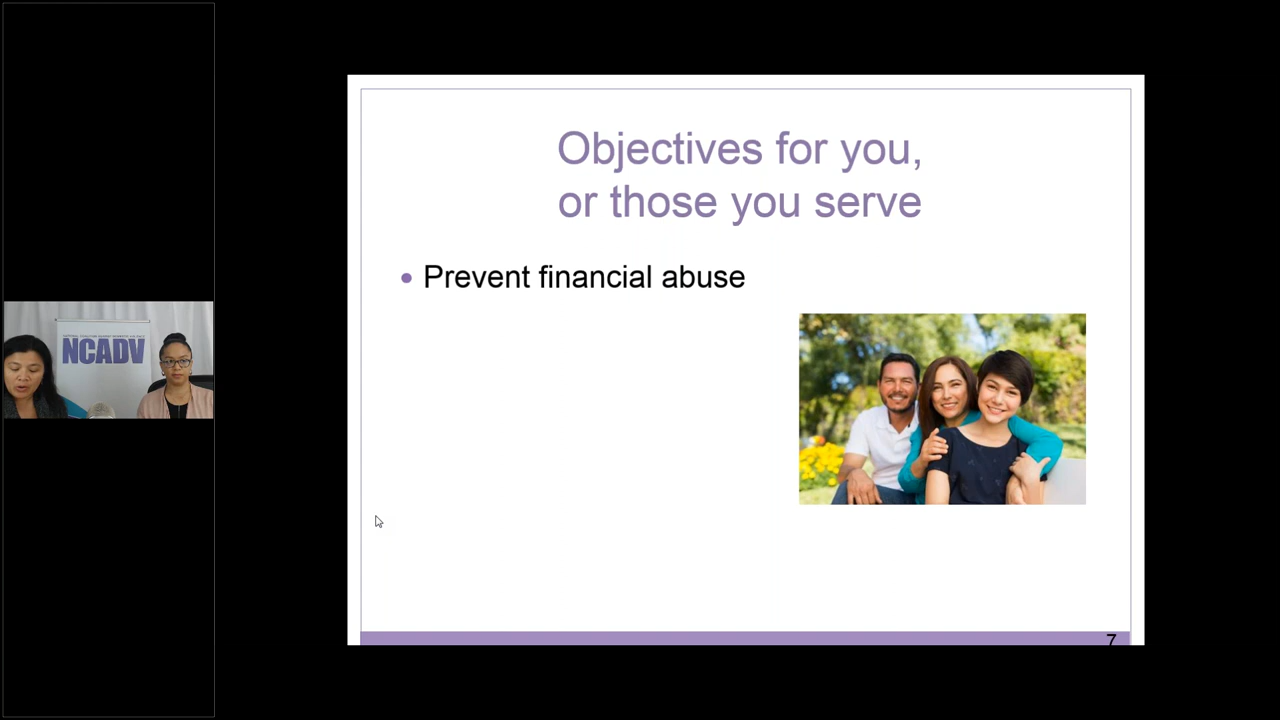 NCADV
Objectives for you,
or those you serve
• Prevent financial abuse
7